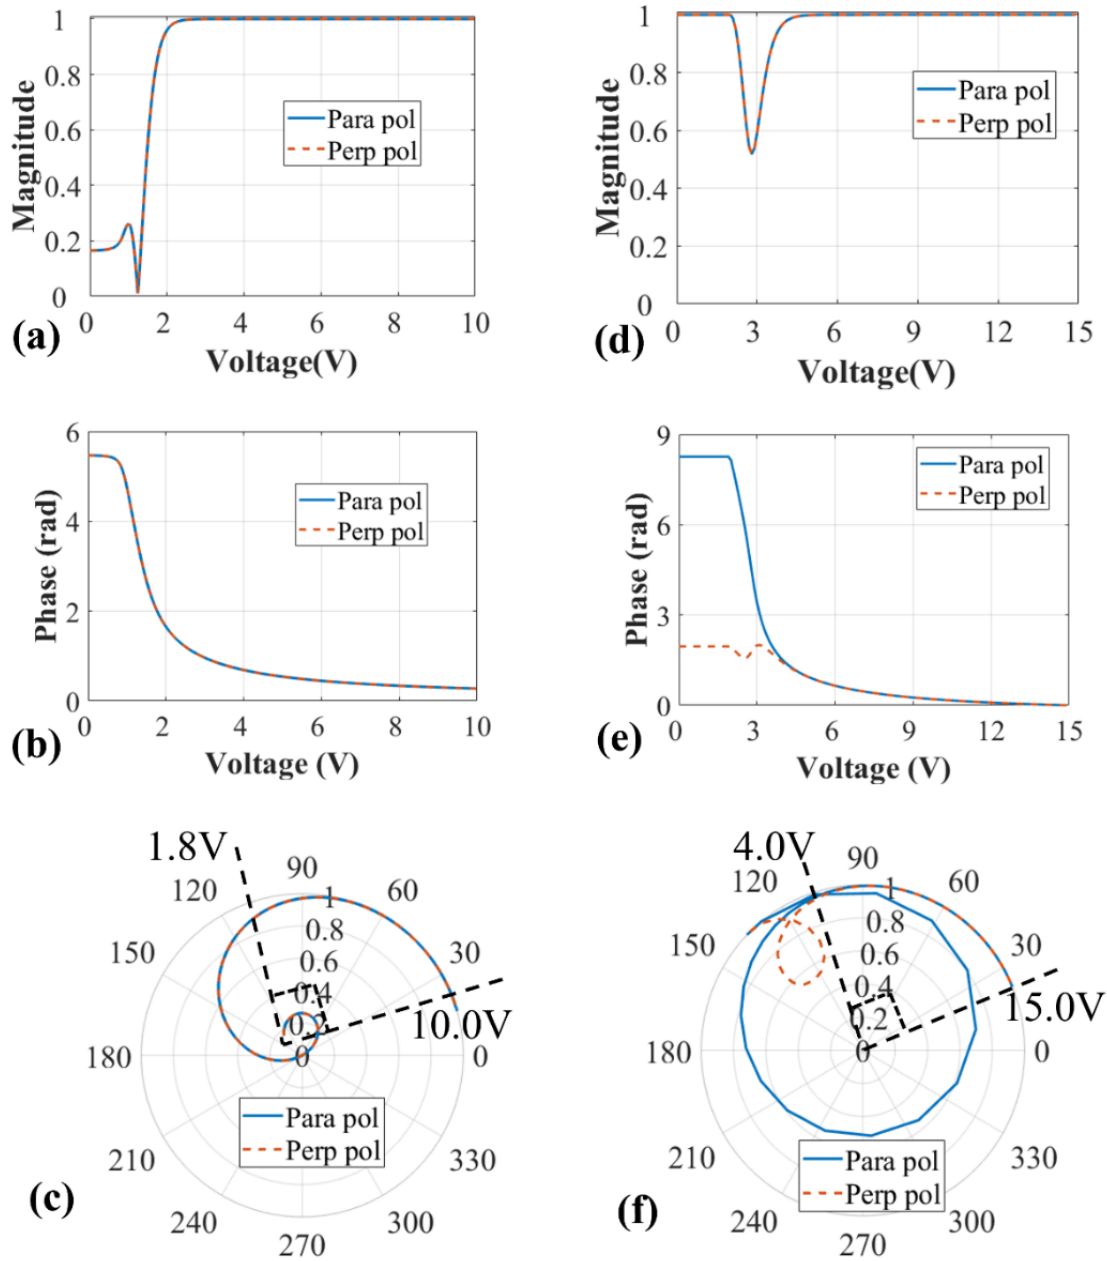 1
0.8
0.6
0.4
0.2
0
Magnitude
Para pol
Perp pol
0 2 4 6 8 10
Voltage(V)
(a)
1
0.8
0.6
0.4
0.2
0
Magnitude
Para pol
Perp pol
0 3 6 9 12 15
Voltage(V)
(d)
6
4
2
0
Phase (rad)
Para pol
Perp pol
0 2 4 6 8 10
Voltage (V)
(b)
9
6
3
0
Phase (rad)
Para pol
Perp pol
0 3 6 9 12 15
Voltage (V)
(e)
1.8V
90
120 60
1
0.8
150 30
0.6
0.4
0.2
10.0V
180 0 0
Para pol
Perp pol
210 330
(c)
240 300
270
4.0V
90
120 60
1
0.8
150 30
0.6
0.4
15.0V
0.2
180 0 0
Para pol
Perp pol
210 330
(f)
240 300
270